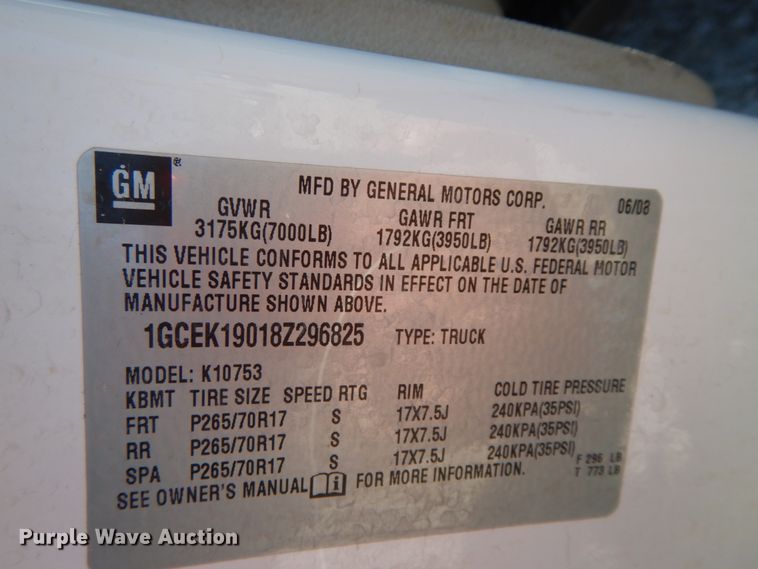 GM ® MFD BY GENERAL MOTORS CORP. 06/08
GVWR GAWR FRT GAWR RR
3175KG(7000LB) 1792KG(3950LB) 1792KG(3950LB)
THIS VEHICLE CONFORMS TO ALL APPLICABLE U.S. FEDERAL MOTOR
VEHICLE SAFETY STANDARDS IN EFFECT ON THE DATE OF
MANUFACTURE SHOWN ABOVE.
1GCEK19018Z296825 TYPE: TRUCK
MODEL: K10753
KBMT TIRE SIZE SPEED RTG RIM COLD TIRE PRESSURE
FRT P265/70R17 S 17X7.5J 240KPA(35PSI)
RR P265/70R17 S 17X7.5J 240KPA(35PSI)
SPA P265/70R17 S 17X7.5J 240KPA(35PSI)
F 296 LB
T 773 LB
SEE OWNER'S MANUAL i FOR MORE INFORMATION.
Purple Wave Auction